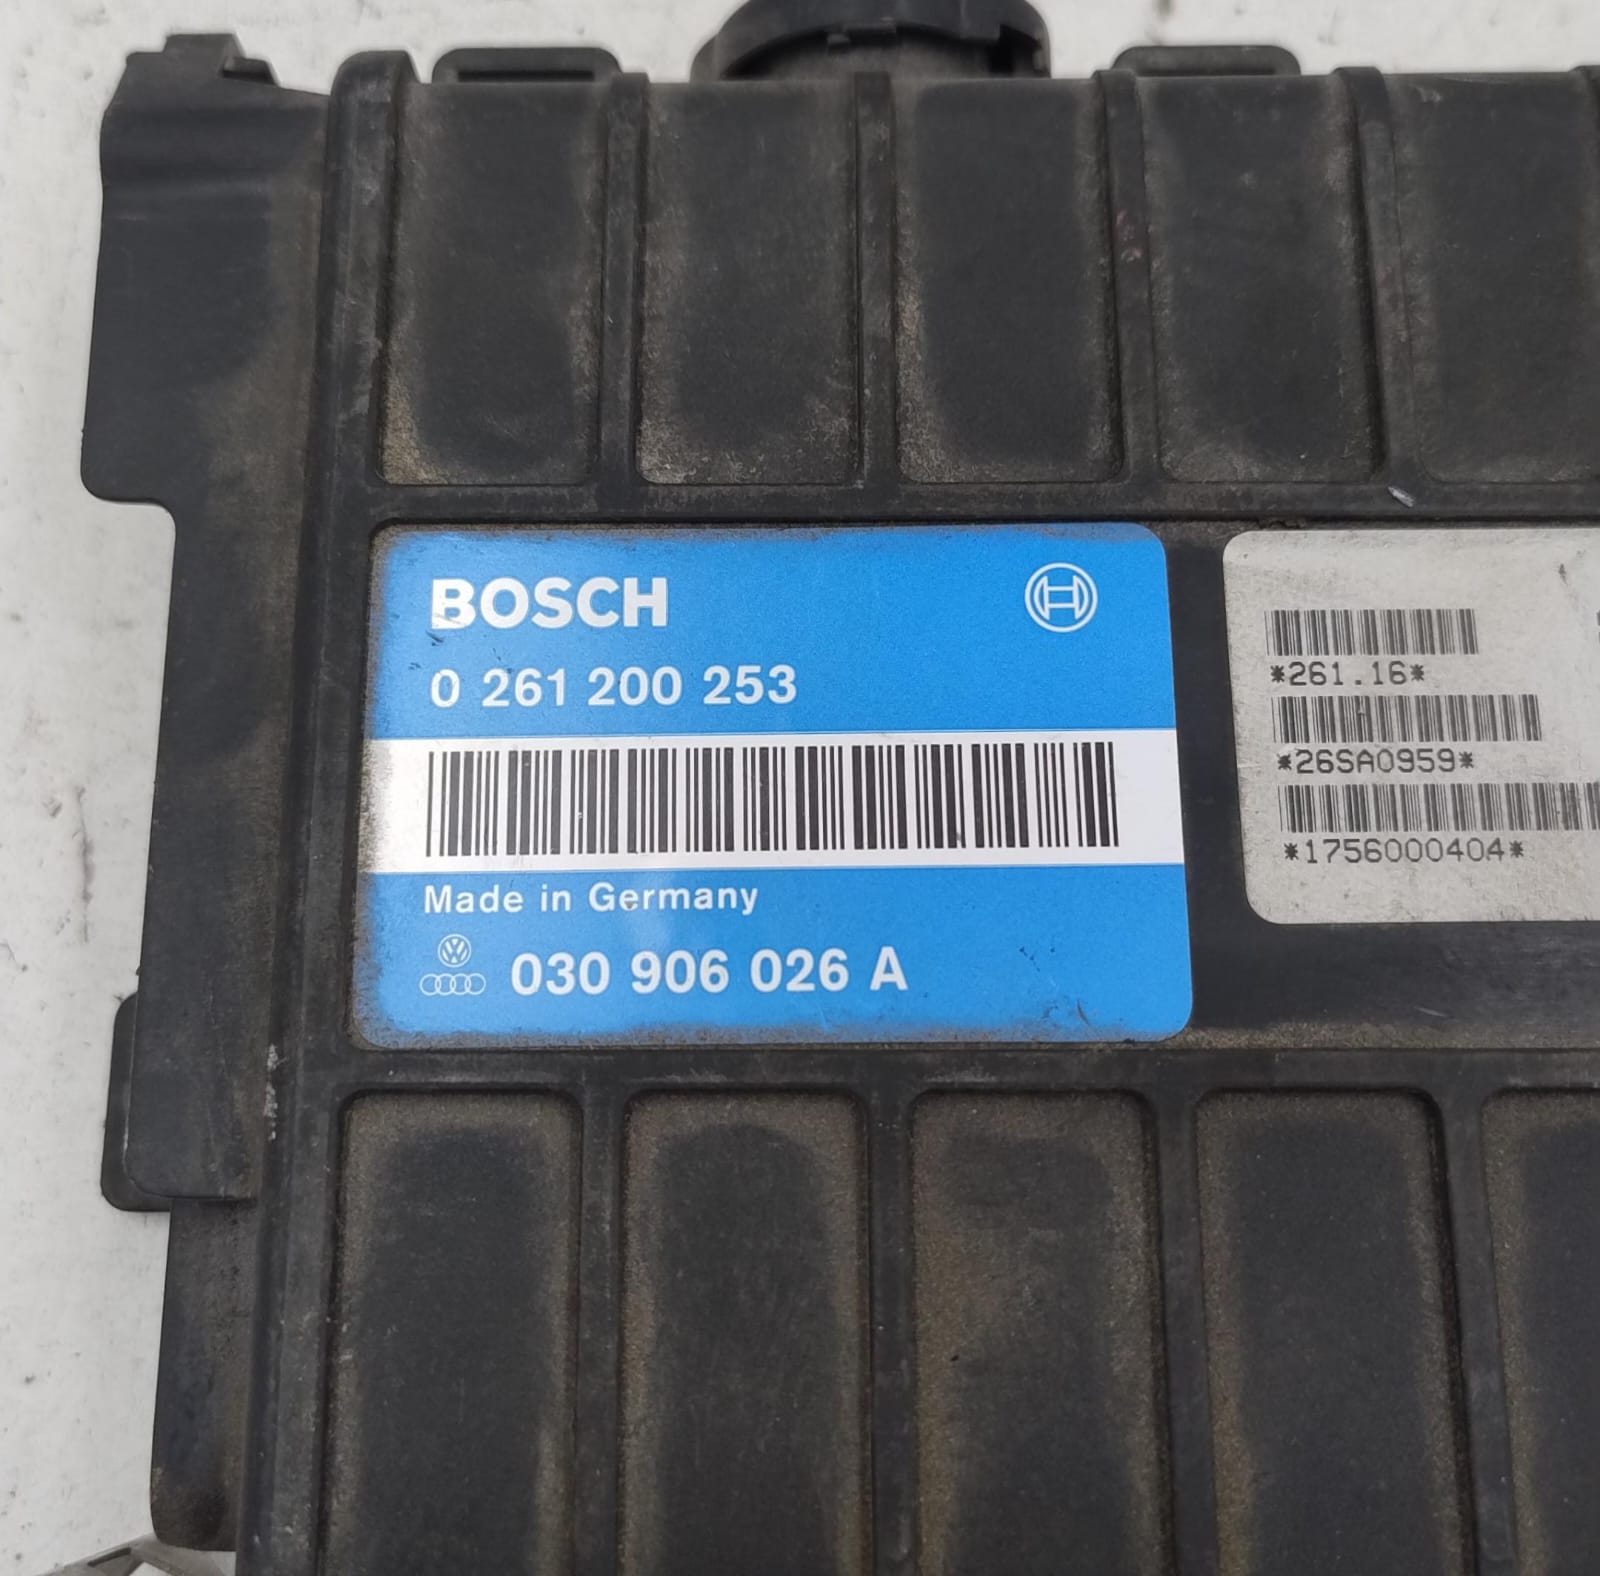 BOSCH
0 261 200 253
Made in Germany
030 906 026 A
*261.16*
*26SA0959*
*1756000404*